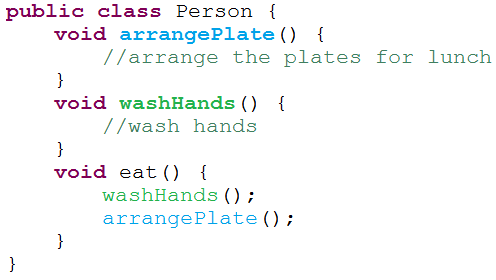 public class Person {
    void arrangePlate() {
        //arrange the plates for lunch
    }
    void washHands() {
        //wash hands
    }
    void eat() {
        washHands();
        arrangePlate();
    }
}